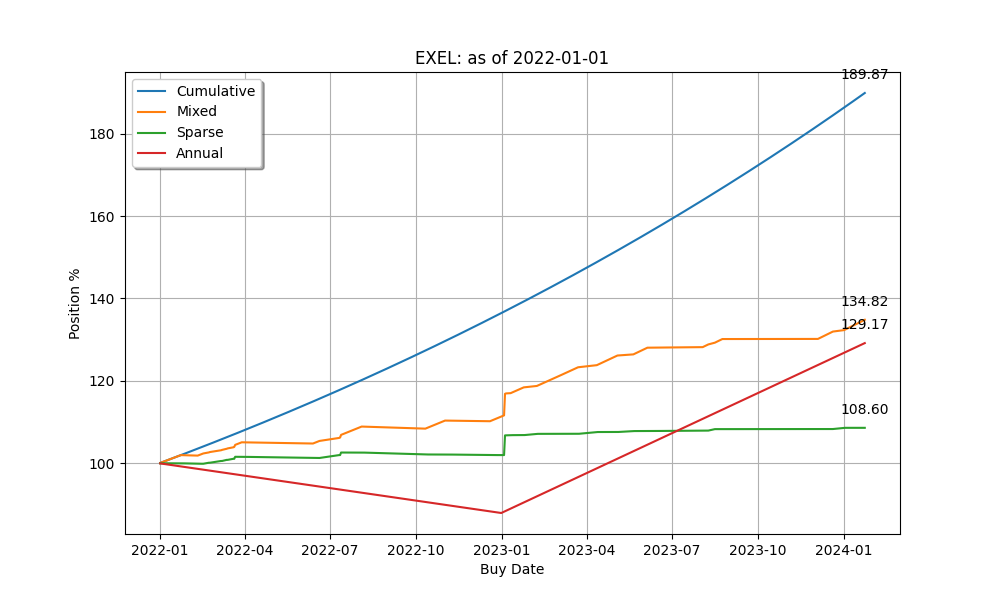 EXEL: as of 2022-01-01
189.87
Cumulative
Mixed
Sparse
Annual
180
160
140
134.82
129.17
120
108.60
100
Position %
2022-01 2022-04 2022-07 2022-10 2023-01 2023-04 2023-07 2023-10 2024-01
Buy Date